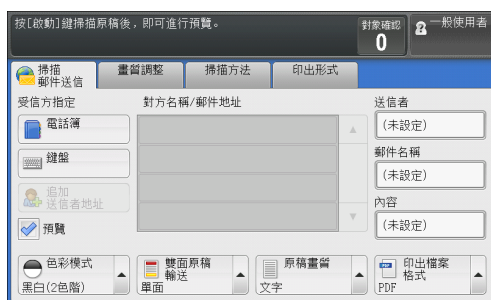 按[啟動]鍵掃描原稿後，即可進行預覽。
對象確認
0
一般使用者
掃描
郵件送信
畫質調整
掃描方法
印出形式
受信方指定
對方名稱/郵件地址
送信者
電話簿
(未設定)
鍵盤
郵件名稱
(未設定)
追加
送信者地址
內容
預覽
(未設定)
色彩模式
黑白(2色階)
雙面原稿
輸送
單面
原稿畫質
文字
印出檔案
格式
PDF